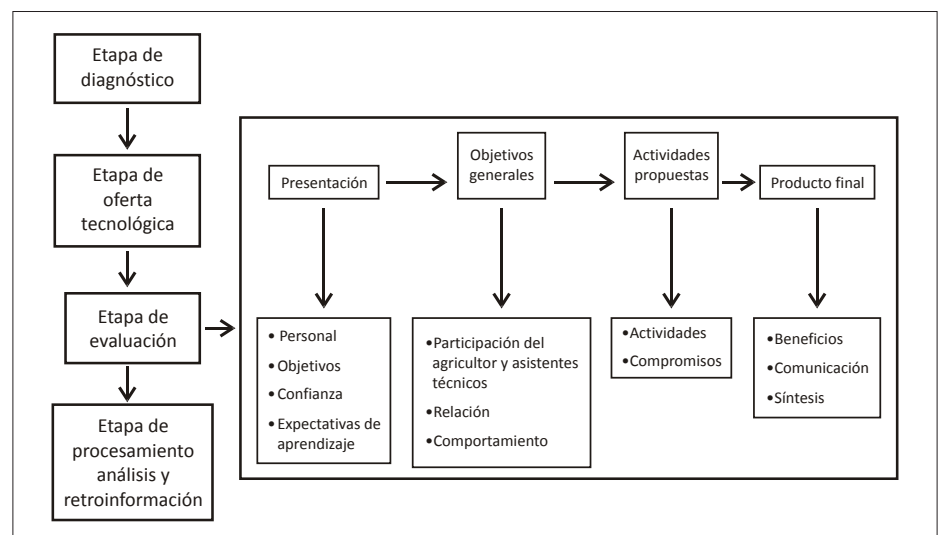 Etapa de
diagnóstico
Etapa de
oferta
tecnológica
Etapa de
evaluación
Etapa de
procesamiento
análisis y
retroinformación
Presentación
Objetivos
generales
Actividades
propuestas
Producto final
• Personal
• Objetivos
• Confianza
• Expectativas de
aprendizaje
•Participación del
agricultor y asistentes
técnicos
•Relación
•Comportamiento
•Actividades
•Compromisos
•Beneficios
•Comunicación
•Síntesis